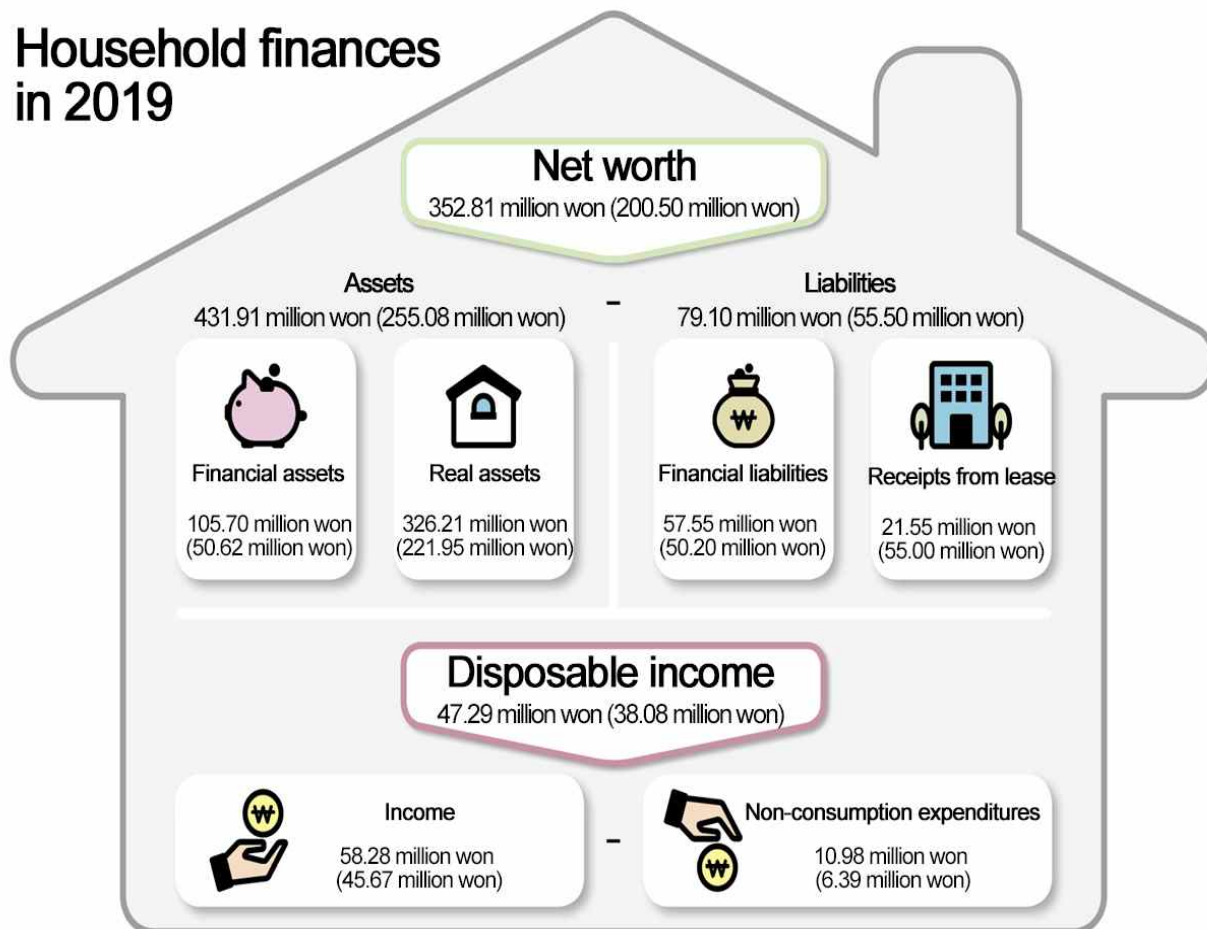 Household finances
in 2019
Net worth
352.81 million won (200.50 million won)
Assets
431.91 million won (255.08 million won)
-
Liabilities
79.10 million won (55.50 million won)
Financial assets
105.70 million won
(50.62 million won)
Real assets
326.21 million won
(221.95 million won)
₩
Financial liabilities
57.55 million won
(50.20 million won)
Receipts from lease
21.55 million won
(55.00 million won)
Disposable income
47.29 million won (38.08 million won)
₩
Income
58.28 million won
(45.67 million won)
-
₩
Non-consumption expenditures
10.98 million won
(6.39 million won)